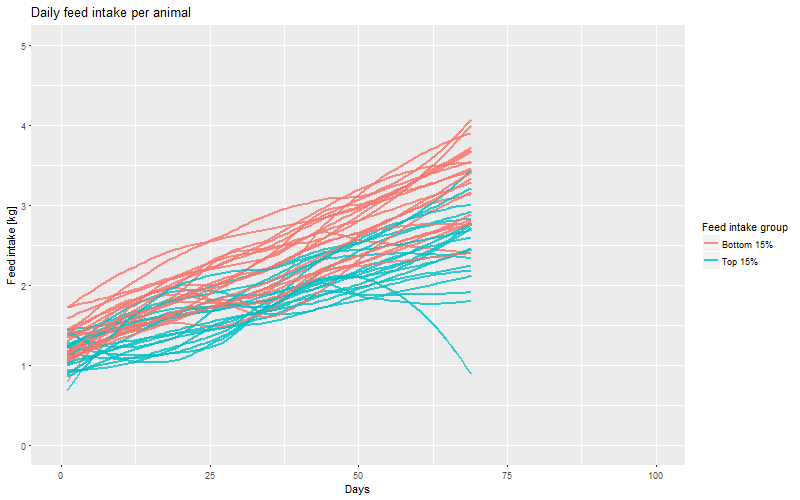 Daily feed intake per animal
5
4
3
2
1
0
Feed intake [kg]
0 25 50 75 100
Days
Feed intake group
Bottom 15%
Top 15%